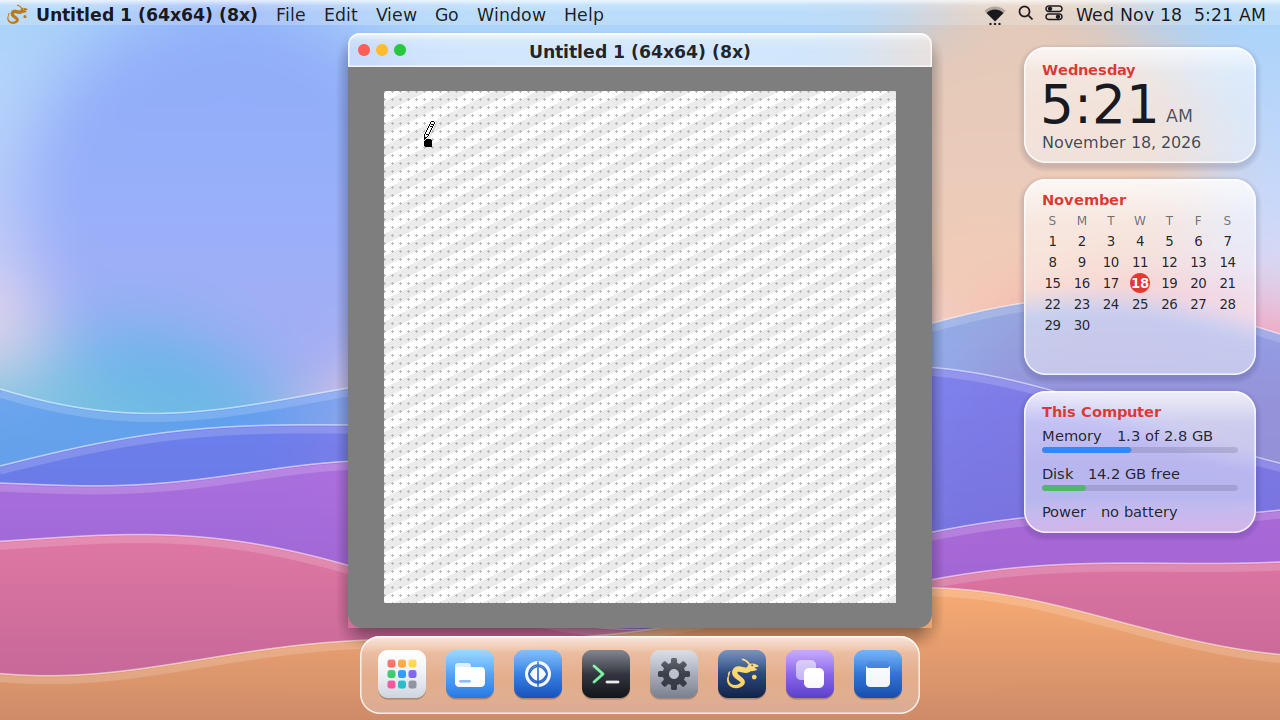 Untitled 1 (64x64) (8x) File Edit View Go Window Help Wed Nov 18 5:21 AM
Untitled 1 (64x64) (8x)
Wednesday
5:21 AM
November 18, 2026
November
S M T W T F S
1 2 3 4 5 6 7
8 9 10 11 12 13 14
15 16 17 18 19 20 21
22 23 24 25 26 27 28
29 30
This Computer
Memory 1.3 of 2.8 GB
Disk 14.2 GB free
Power no battery